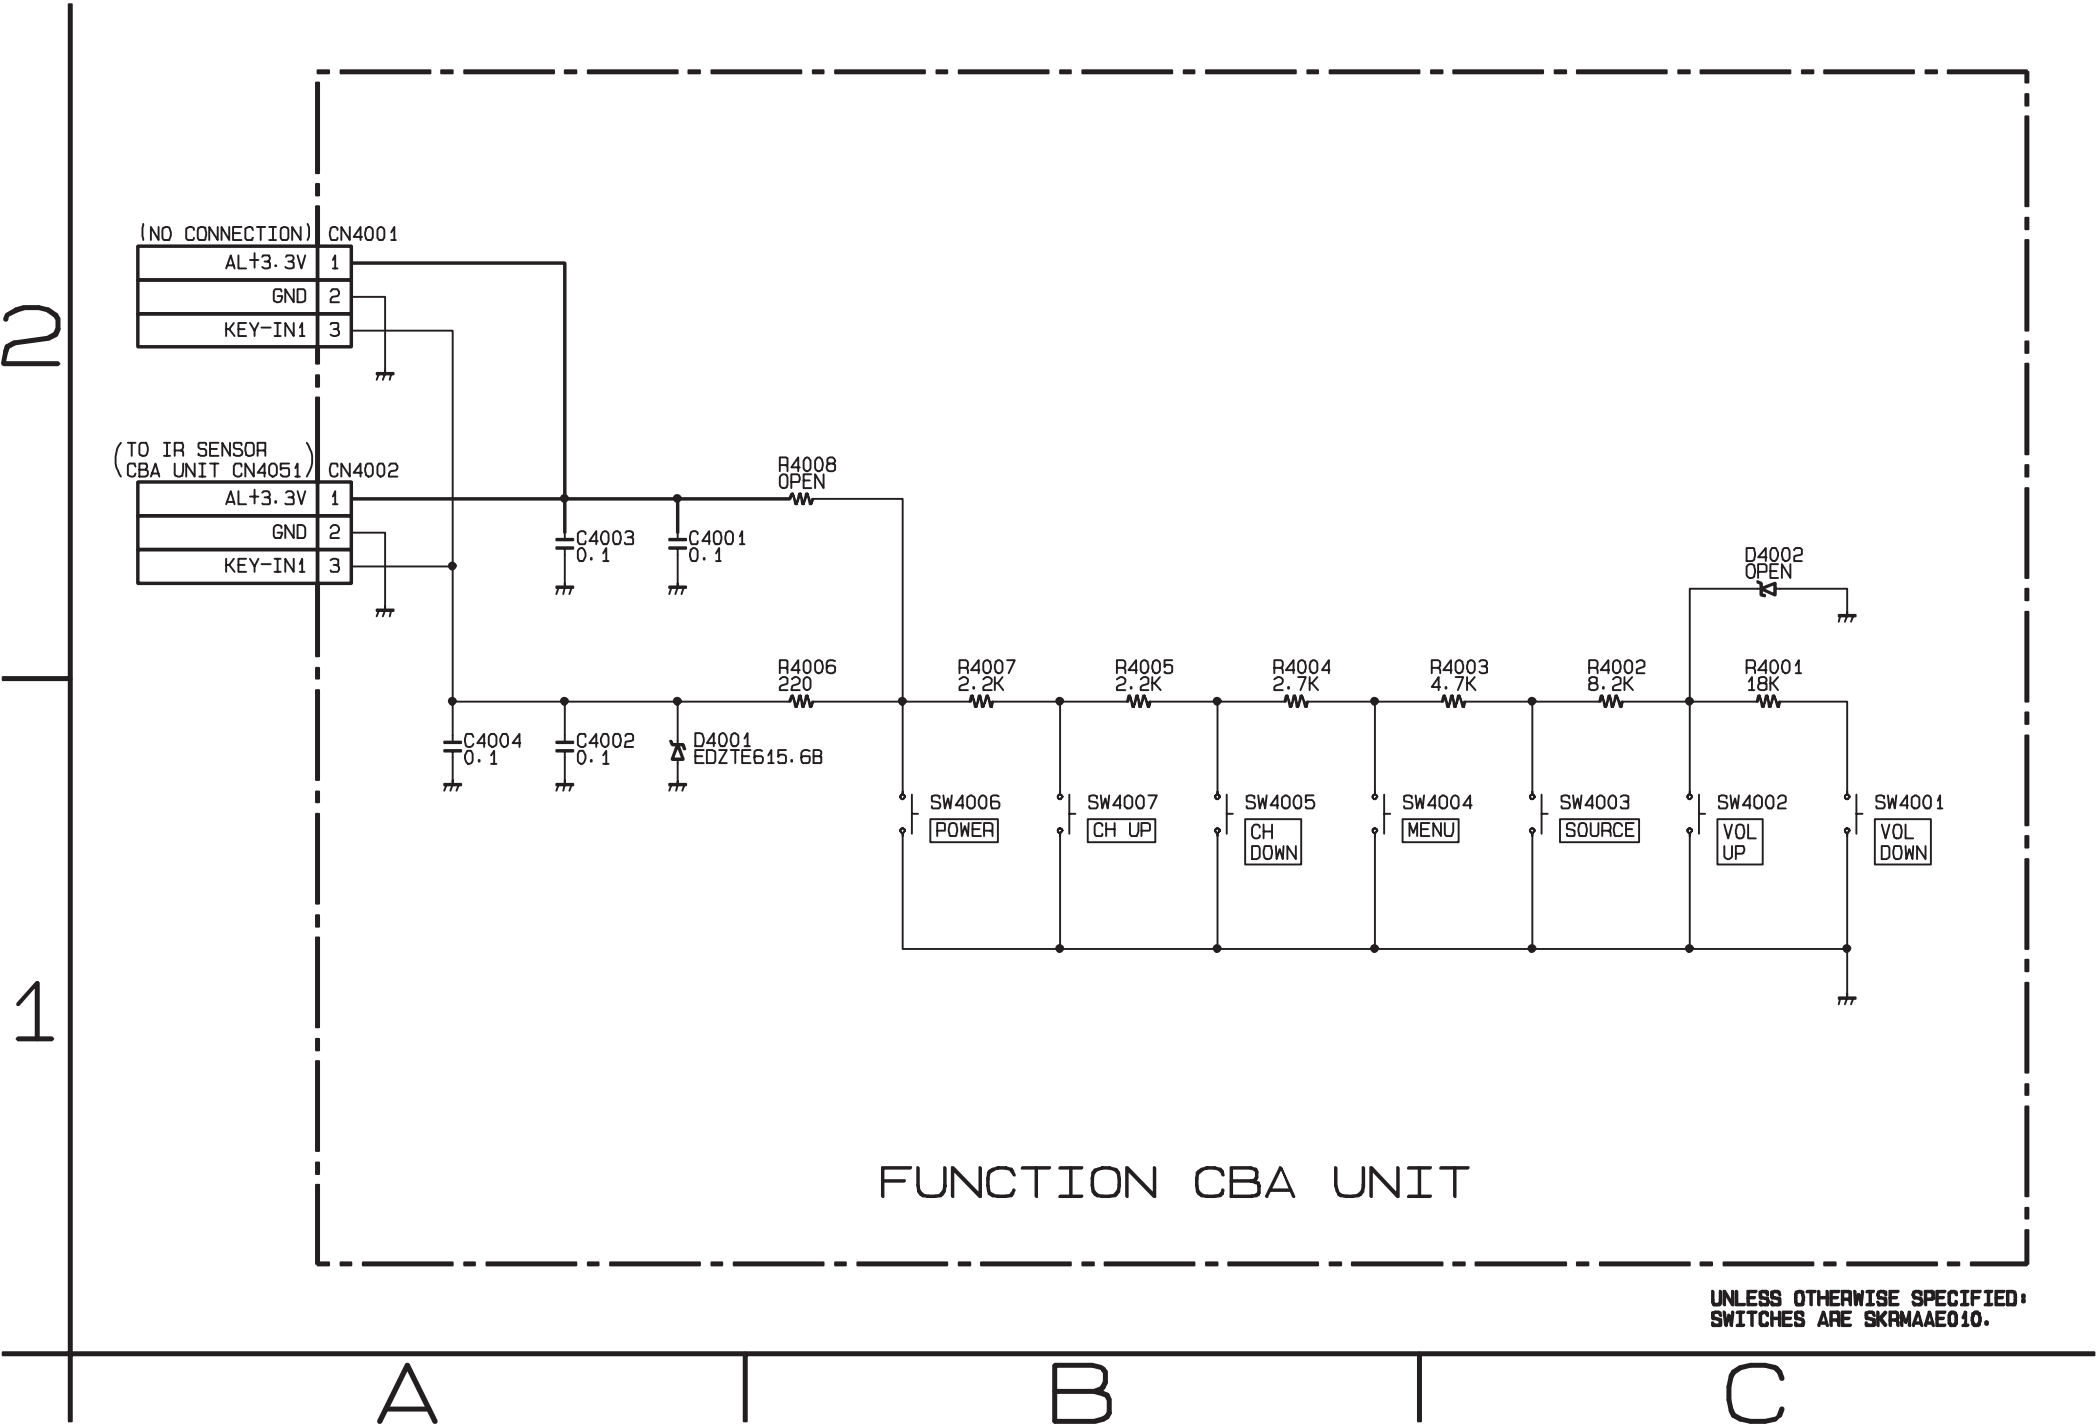 (NO CONNECTION) CN4001
AL+3.3V 1
GND 2
KEY-IN1 3
2
(TO IR SENSOR
CBA UNIT CN4051) CN4002
AL+3.3V 1
GND 2
KEY-IN1 3
R4008
OPEN
C4003
0.1
C4001
0.1
D4002
OPEN
R4006
220
R4007
2.2K
R4005
2.2K
R4004
2.7K
R4003
4.7K
R4002
8.2K
R4001
18K
C4004
0.1
C4002
0.1
D4001
EDZTE615.6B
SW4006
POWER
SW4007
CH UP
SW4005
CH
DOWN
SW4004
MENU
SW4003
SOURCE
SW4002
VOL
UP
SW4001
VOL
DOWN
1
FUNCTION CBA UNIT
UNLESS OTHERWISE SPECIFIED:
SWITCHES ARE SKRMAAE010.
A B C